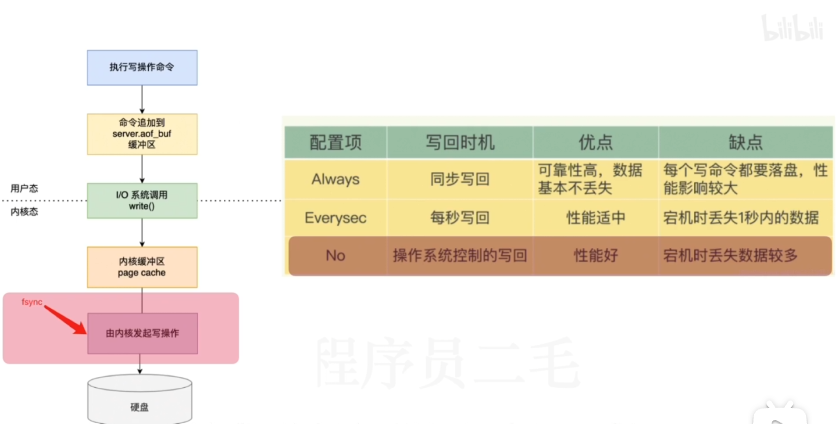 bilibili
执行写操作命令
命令追加到
server.aof_buf
缓冲区
用户态
I/O 系统调用
write()
内核态
内核缓冲区
page cache
fsync
由内核发起写操作
硬盘
配置项 写回时机 优点 缺点
Always 同步写回 可靠性高，数据基本不丢失 每个写命令都要落盘，性能影响较大
Everysec 每秒写回 性能适中 宕机时丢失1秒内的数据
No 操作系统控制的写回 性能好 宕机时丢失数据较多
程序员二毛